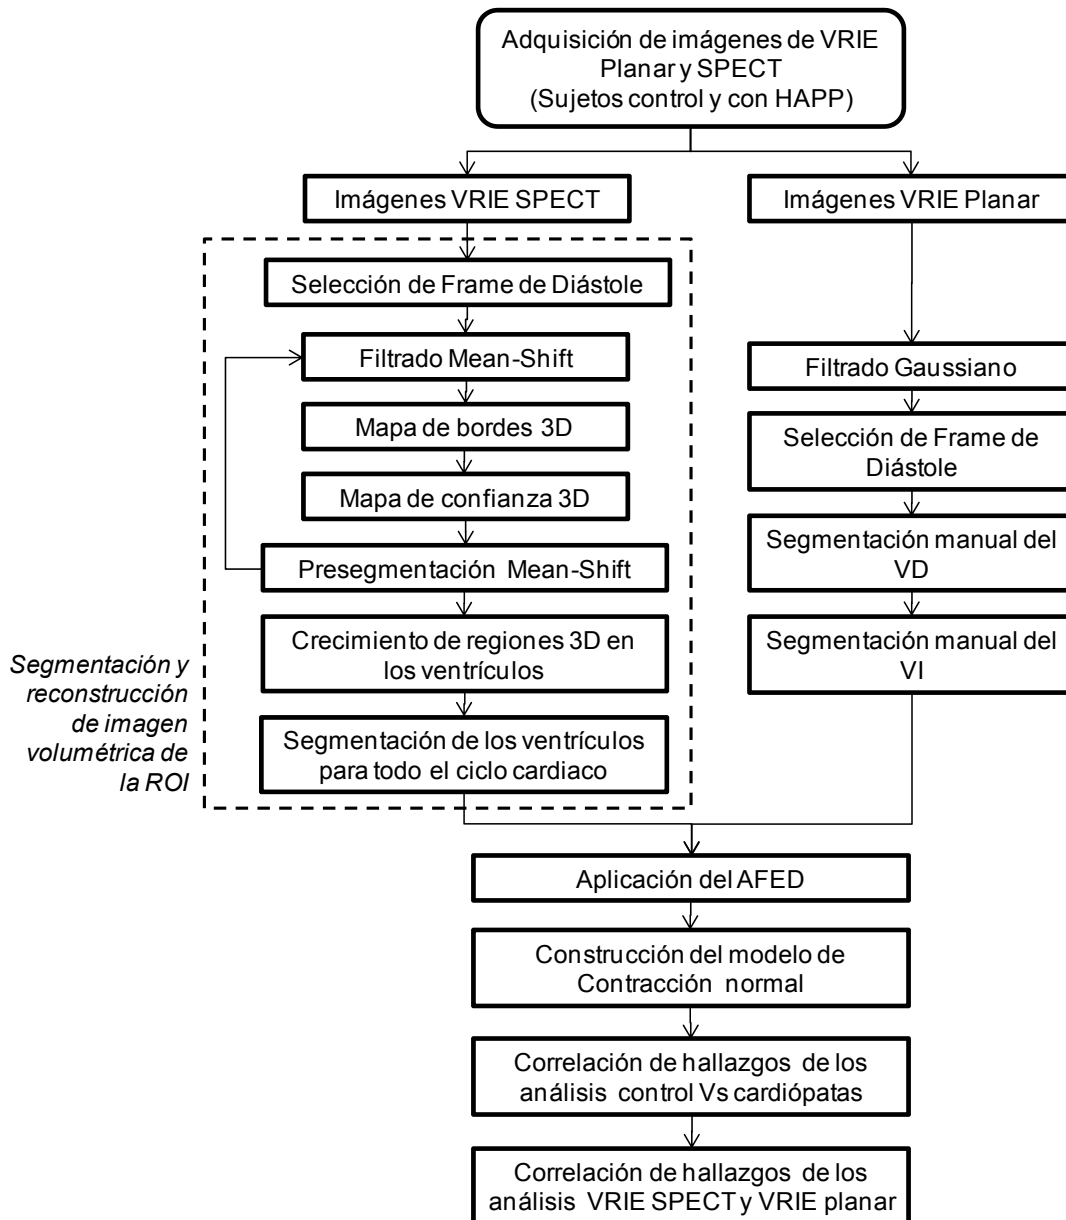 Adquisición de imágenes de VRIE
Planar y SPECT
(Sujetos control y con HAPP)
Imágenes VRIE SPECT
Imágenes VRIE Planar
Selección de Frame de Diástole
Filtrado Mean-Shift
Mapa de bordes 3D
Mapa de confianza 3D
Presegmentación Mean-Shift
Crecimiento de regiones 3D en
los ventrículos
Segmentación de los ventrículos
para todo el ciclo cardiaco
Segmentación y
reconstrucción
de imagen
volumétrica de
la ROI
Filtrado Gaussiano
Selección de Frame de
Diástole
Segmentación manual del
VD
Segmentación manual del
VI
Aplicación del AFED
Construcción del modelo de
Contracción normal
Correlación de hallazgos de los
análisis control Vs cardiópatas
Correlación de hallazgos de los
análisis VRIE SPECT y VRIE planar